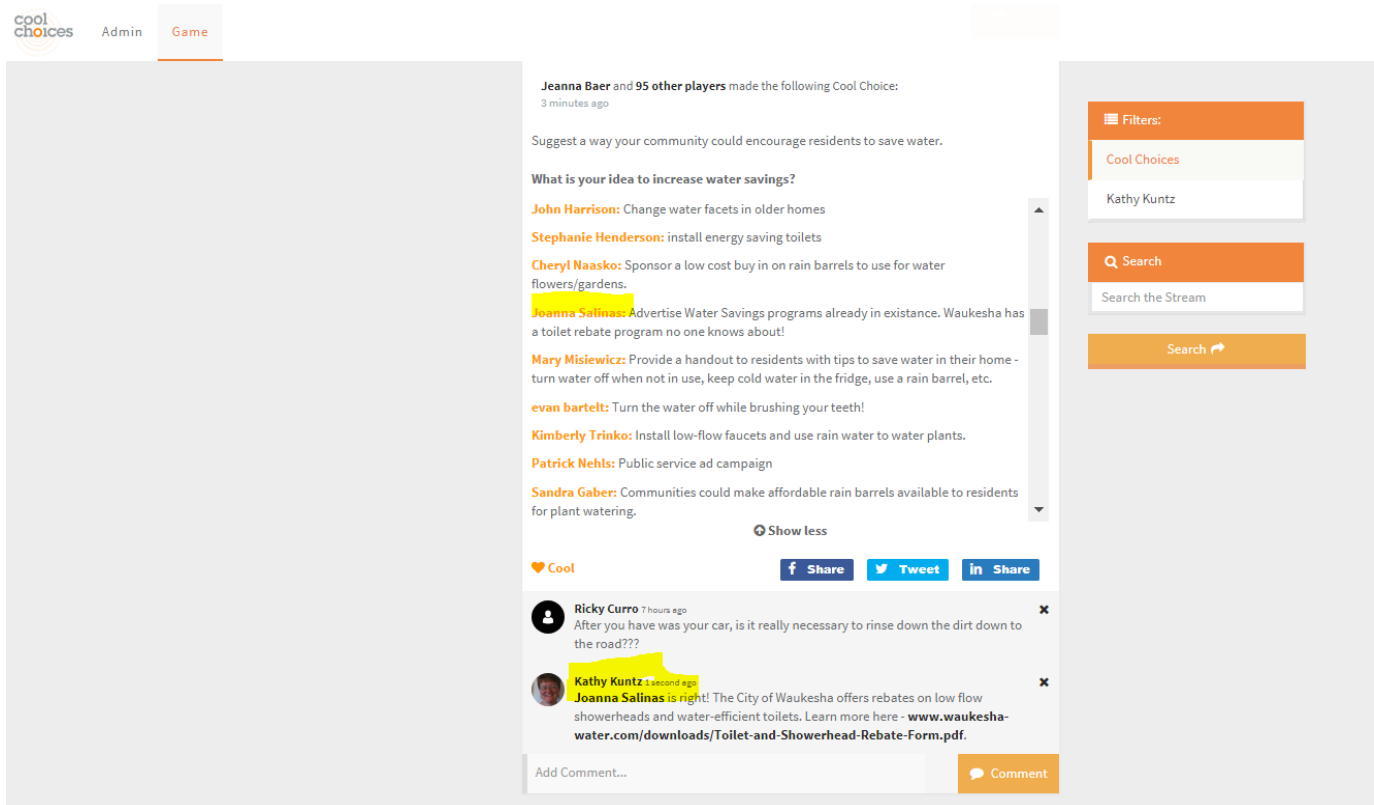 cool
choices
Admin
Game
Jeanna Baer and 95 other players made the following Cool Choice:
3 minutes ago
Suggest a way your community could encourage residents to save water.
What is your idea to increase water savings?
John Harrison: Change water facets in older homes
Stephanie Henderson: install energy saving toilets
Cheryl Naasko: Sponsor a low cost buy in on rain barrels to use for water
flowers/gardens.
Joanna Salinas: Advertise Water Savings programs already in existance. Waukesha has
a toilet rebate program no one knows about!
Mary Misiewicz: Provide a handout to residents with tips to save water in their home -
turn water off when not in use, keep cold water in the fridge, use a rain barrel, etc.
evan bartelt: Turn the water off while brushing your teeth!
Kimberly Trinko: Install low-flow faucets and use rain water to water plants.
Patrick Nehls: Public service ad campaign
Sandra Gaber: Communities could make affordable rain barrels available to residents
for plant watering.
Show less
Cool
f Share
Tweet
in Share
Ricky Curro 7 hours ago
After you have was your car, is it really necessary to rinse down the dirt down to
the road???
Kathy Kuntz 1 second ago
Joanna Salinas is right! The City of Waukesha offers rebates on low flow
showerheads and water-efficient toilets. Learn more here - www.waukesha-
water.com/downloads/Toilet-and-Showerhead-Rebate-Form.pdf.
Add Comment...
Comment
Filters:
Cool Choices
Kathy Kuntz
Search
Search the Stream
Search